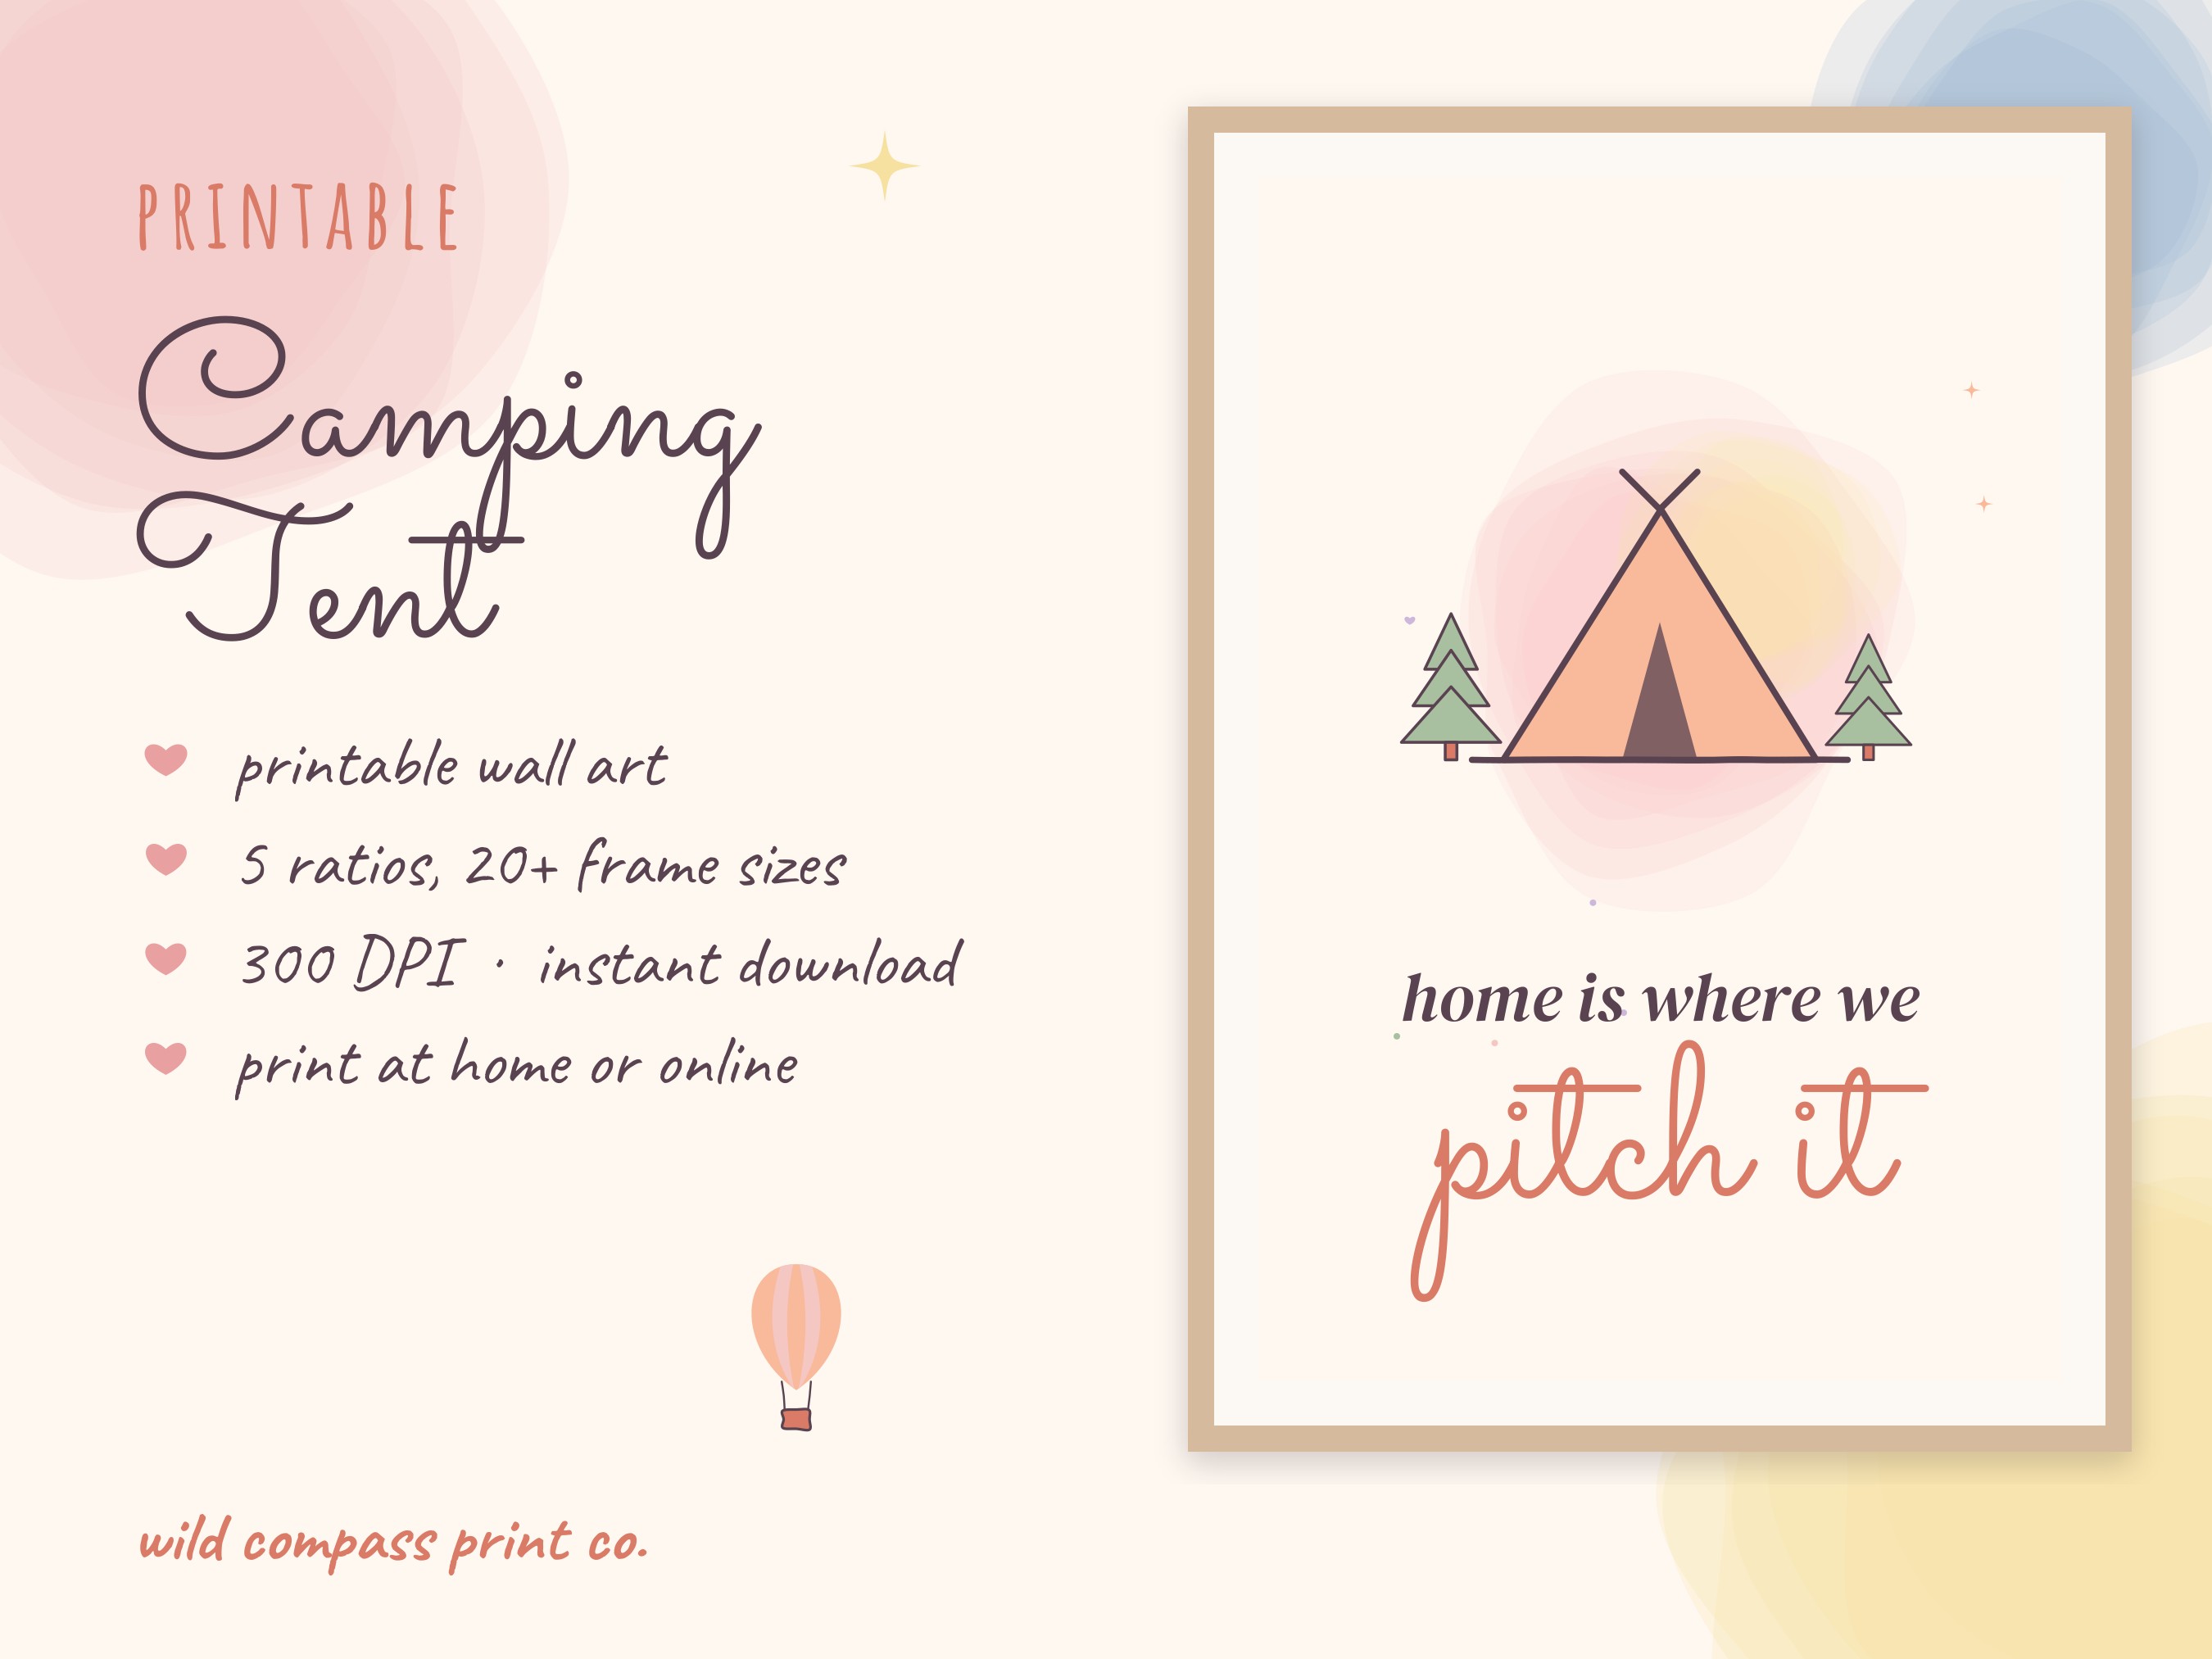 PRINTABLE
Camping
Tent
printable wall art
5 ratios, 20+ frame sizes
300 DPI · instant download
print at home or online
wild compass print co.
home is where we
pitch it